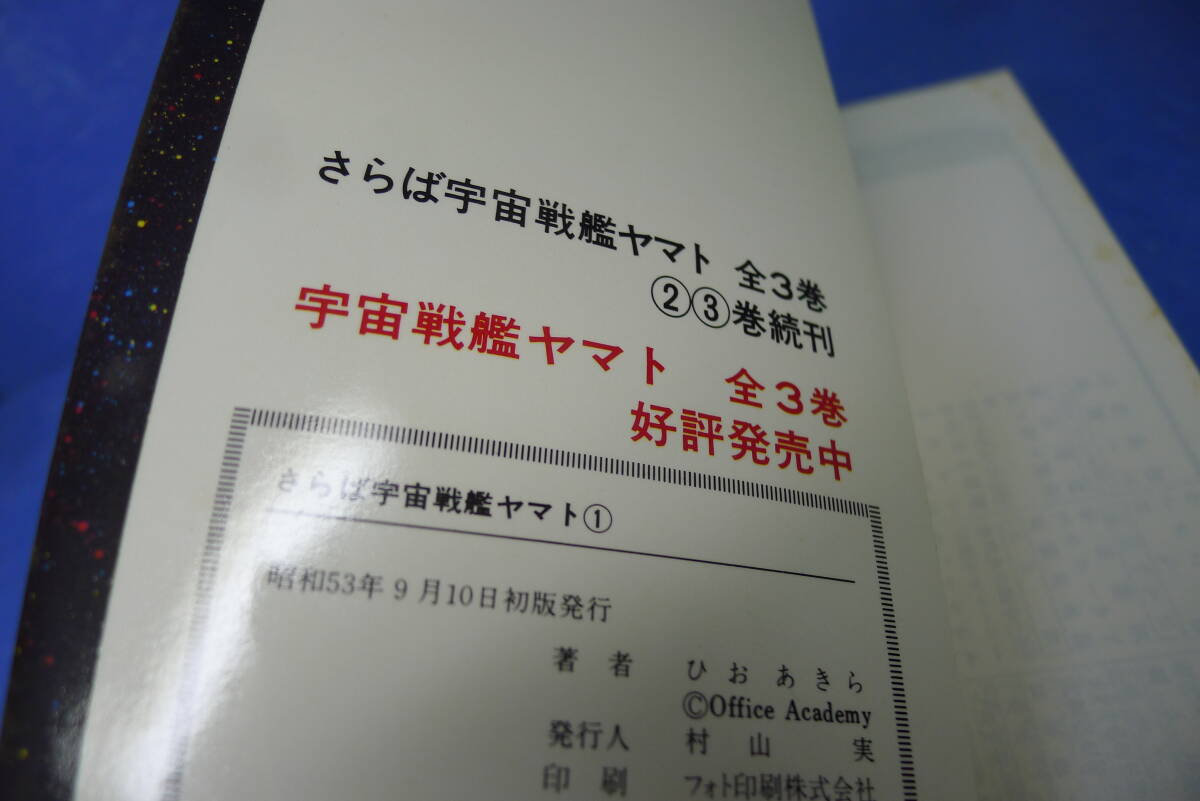 さらば宇宙戦艦ヤマト 全3巻
②③巻続刊
宇宙戦艦ヤマト 全3巻
好評発売中
さらば宇宙戦艦ヤマト①
昭和53年9月10日初版発行
著者 ひおあきら
©Office Academy
発行人 村山実
印刷 フォト印刷株式会社